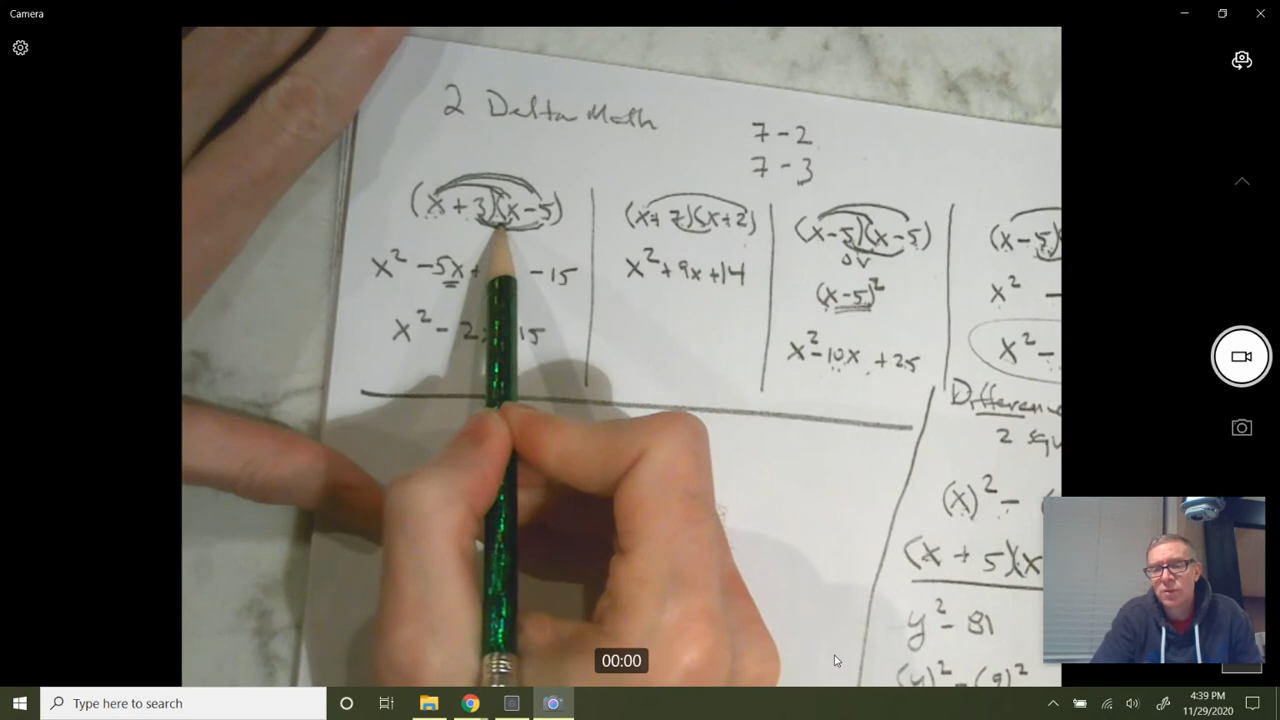 Camera
2 Delta Math
7-2
7-3
(x+3)(x-5)
x² -5x + -15
x² - 2 15
(x+7)(x+2)
x²+9x+14
(x-5)(x-5)
OV
(x-5)²
x²-10x +25
(x-5)
x² -
x² -
Differen
2 squ
(x)² -
(x + 5)(x
y² - 81
(y)² - (9)²
00:00
Type here to search
4:39 PM
11/29/2020